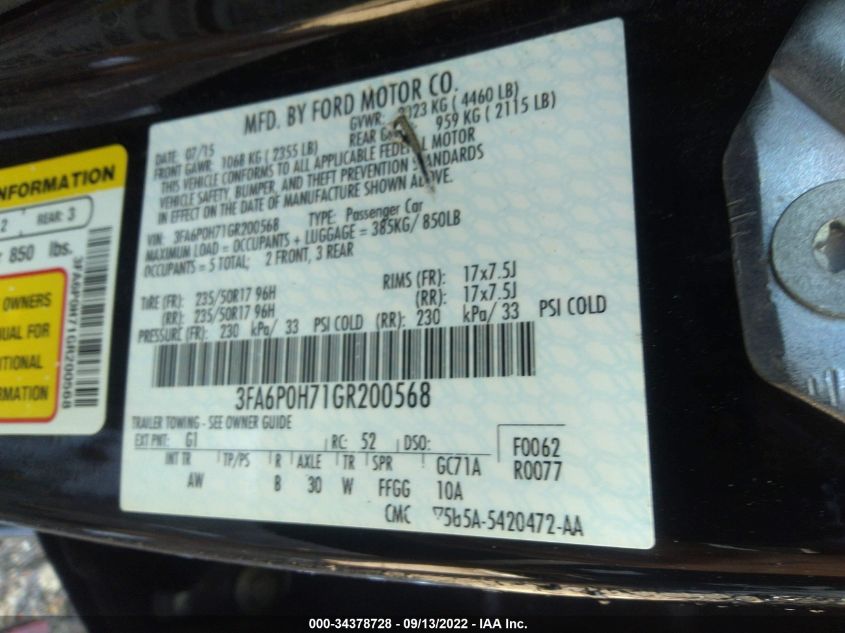 MFD. BY FORD MOTOR CO.
DATE: 07/15 GVWR: KG ( 4460 LB)
FRONT GAWR: 1068 KG ( 2355 LB) REAR 959 KG ( 2115 LB)
THIS VEHICLE CONFORMS TO ALL APPLICABLE FEDERAL MOTOR
VEHICLE SAFETY, BUMPER, AND THEFT PREVENTION STANDARDS
IN EFFECT ON THE DATE OF MANUFACTURE SHOWN ABOVE.
VIN: 3FA6P0H71GR200568 TYPE: Passenger Car
MAXIMUM LOAD = OCCUPANTS + LUGGAGE = 385KG/ 850LB
OCCUPANTS = 5 TOTAL; 2 FRONT, 3 REAR
TIRE (FR): 235/50R17 96H RIMS (FR): 17x7.5J
(RR): 235/50R17 96H (RR): 17x7.5J
PRESSURE (FR): 230 kPa/ 33 PSI COLD (RR): 230 kPa/ 33 PSI COLD
3FA6P0H71GR200568
TRAILER TOWING - SEE OWNER GUIDE
EXT PNT: G1 RC: 52 DSO: F0062
INT TR TP/PS R AXLE TR SPR GC71A R0077
AW B 30 W FFGG 10A
CMC 5A-5420472-AA
INFORMATION
2 REAR: 3
850 lbs.
OWNERS
FOR
INFORMATION
3FA6P0H71GR200568
000-34378728 - 09/13/2022 - IAA Inc.